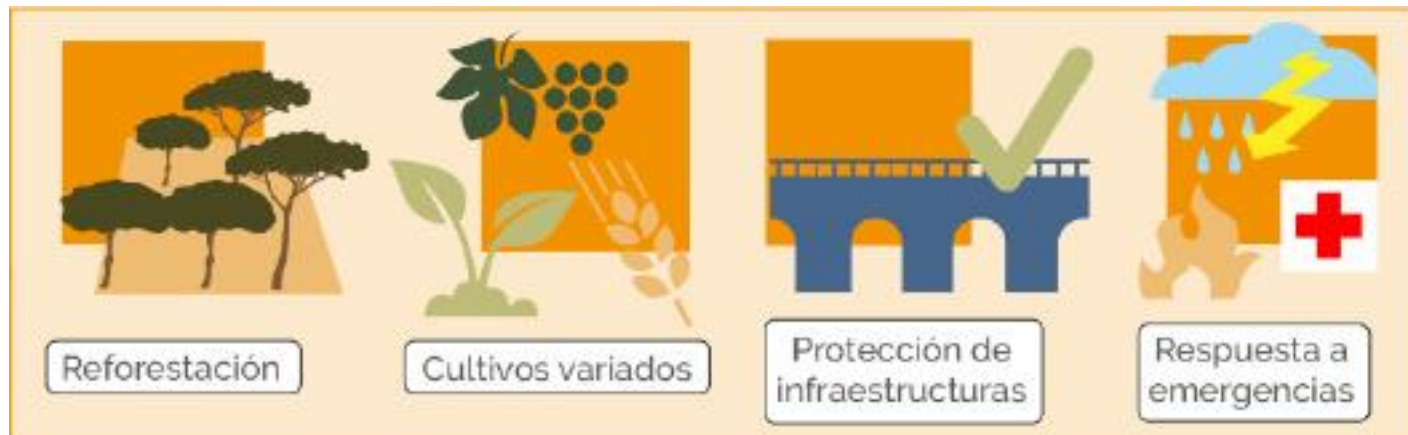 Reforestación
Cultivos variados
Protección de
infraestructuras
Respuesta a
emergencias